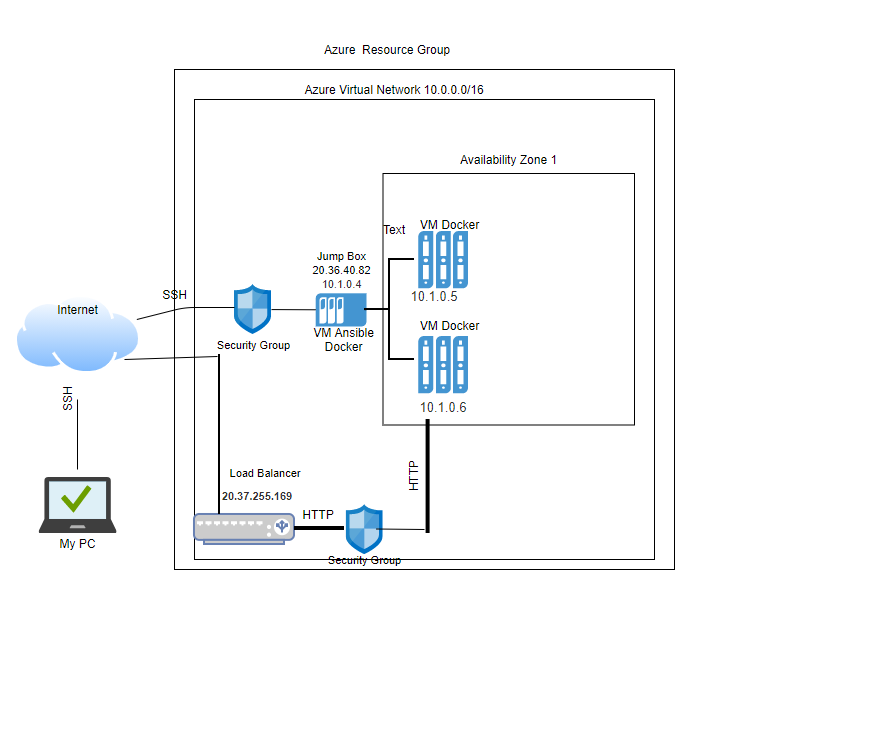 Azure  Resource Group
Azure Virtual Network 10.0.0.0/16
Availability Zone 1
VM Docker
Text
10.1.0.5
Jump Box
20.36.40.82
10.1.0.4
VM Ansible
Docker
SSH
Security Group
Internet
VM Docker
10.1.0.6
SSH
My PC
Load Balancer
20.37.255.169
HTTP
HTTP
Security Group